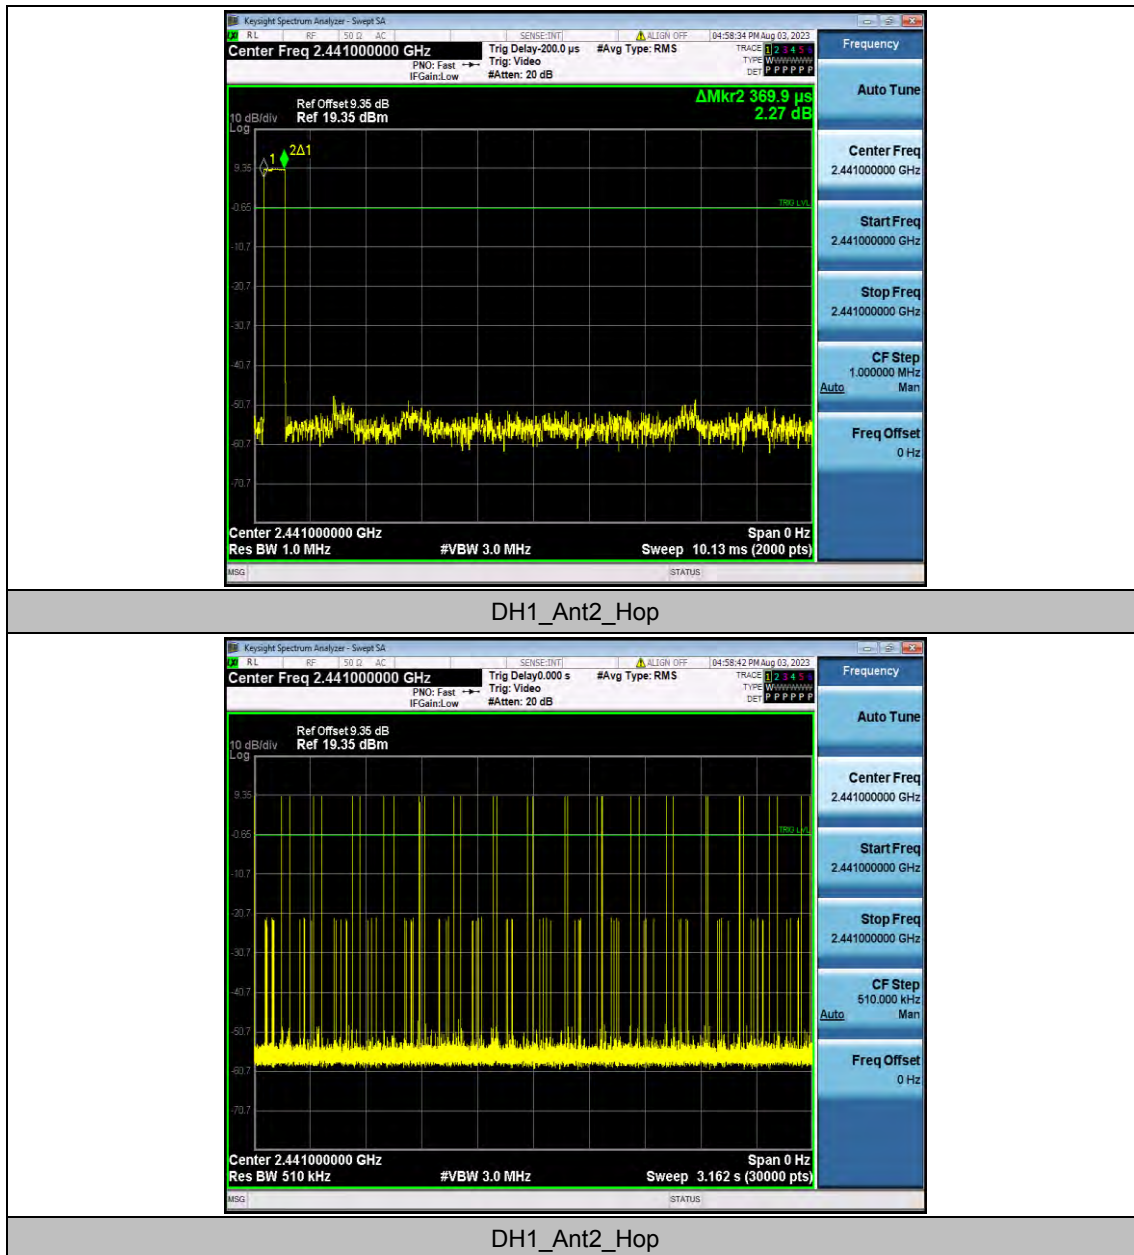 Keysight Spectrum Analyzer - Swept SA
RL RF 50 Ω AC SENSE:INT ALIGN OFF 04:58:34 PM Aug 03, 2023
Center Freq 2.441000000 GHz
Trig Delay-200.0 µs #Avg Type: RMS
PNO: Fast Trig: Video
IFGain:Low #Atten: 20 dB
TRACE 1 2 3 4 5 6
TYPE W
DET P P P P P P
Ref Offset 9.35 dB
10 dB/div Ref 19.35 dBm
Log
ΔMkr2 369.9 µs
2.27 dB
1 2Δ1
9.35
-0.65
TRIG LVL
-10.7
-20.7
-30.7
-40.7
-50.7
-60.7
-70.7
Center 2.441000000 GHz Span 0 Hz
Res BW 1.0 MHz #VBW 3.0 MHz Sweep 10.13 ms (2000 pts)
MSG STATUS
Frequency
Auto Tune
Center Freq
2.441000000 GHz
Start Freq
2.441000000 GHz
Stop Freq
2.441000000 GHz
CF Step
1.000000 MHz
Auto Man
Freq Offset
0 Hz
DH1_Ant2_Hop
Keysight Spectrum Analyzer - Swept SA
RL RF 50 Ω AC SENSE:INT ALIGN OFF 04:58:42 PM Aug 03, 2023
Center Freq 2.441000000 GHz
Trig Delay0.000 s #Avg Type: RMS
PNO: Fast Trig: Video
IFGain:Low #Atten: 20 dB
TRACE 1 2 3 4 5 6
TYPE W
DET P P P P P P
Ref Offset 9.35 dB
10 dB/div Ref 19.35 dBm
Log
9.35
-0.65
TRIG LVL
-10.7
-20.7
-30.7
-40.7
-50.7
-60.7
-70.7
Center 2.441000000 GHz Span 0 Hz
Res BW 510 kHz #VBW 3.0 MHz Sweep 3.162 s (30000 pts)
MSG STATUS
Frequency
Auto Tune
Center Freq
2.441000000 GHz
Start Freq
2.441000000 GHz
Stop Freq
2.441000000 GHz
CF Step
510.000 kHz
Auto Man
Freq Offset
0 Hz
DH1_Ant2_Hop